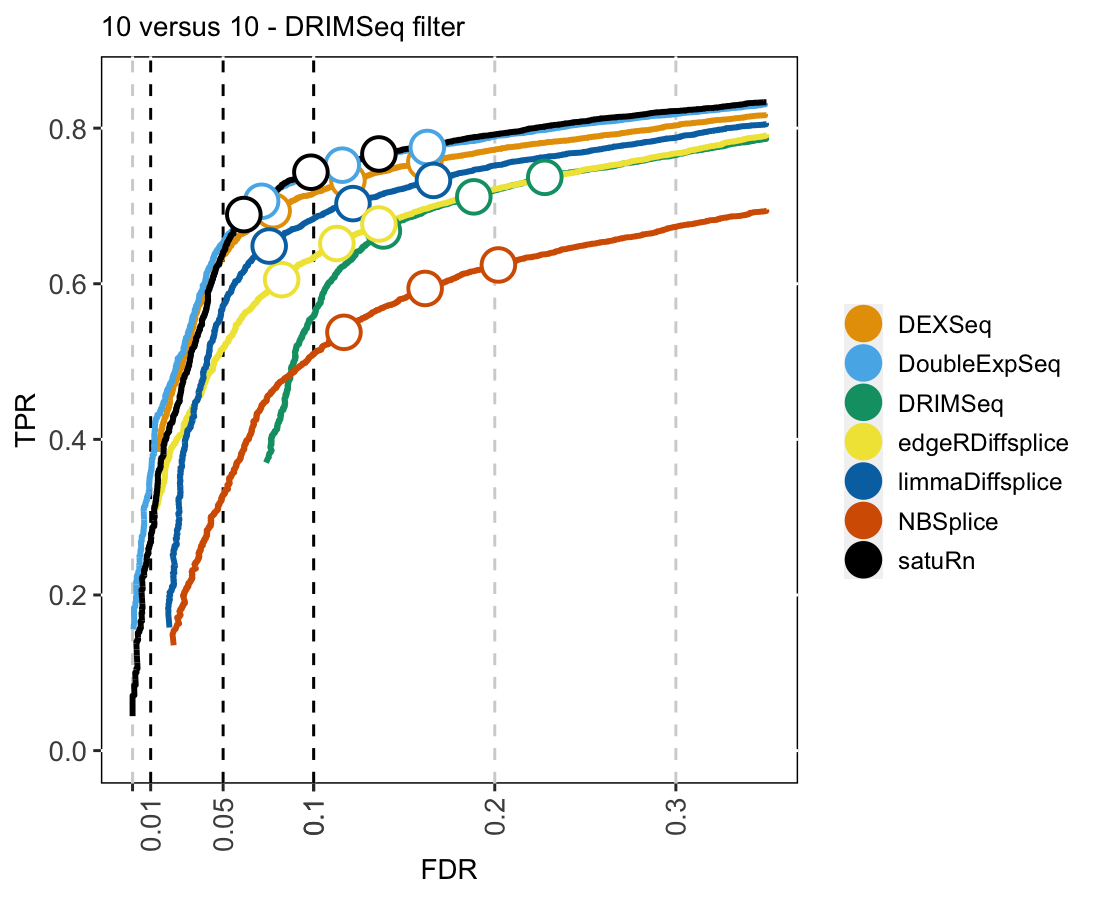 10 versus 10 - DRIMSeq filter
TPR
0.8
0.6
0.4
0.2
0.0
0.01
0.05
0.1
0.2
0.3
FDR
DEXSeq
DoubleExpSeq
DRIMSeq
edgeRDiffsplice
limmaDiffsplice
NBSplice
satuRn